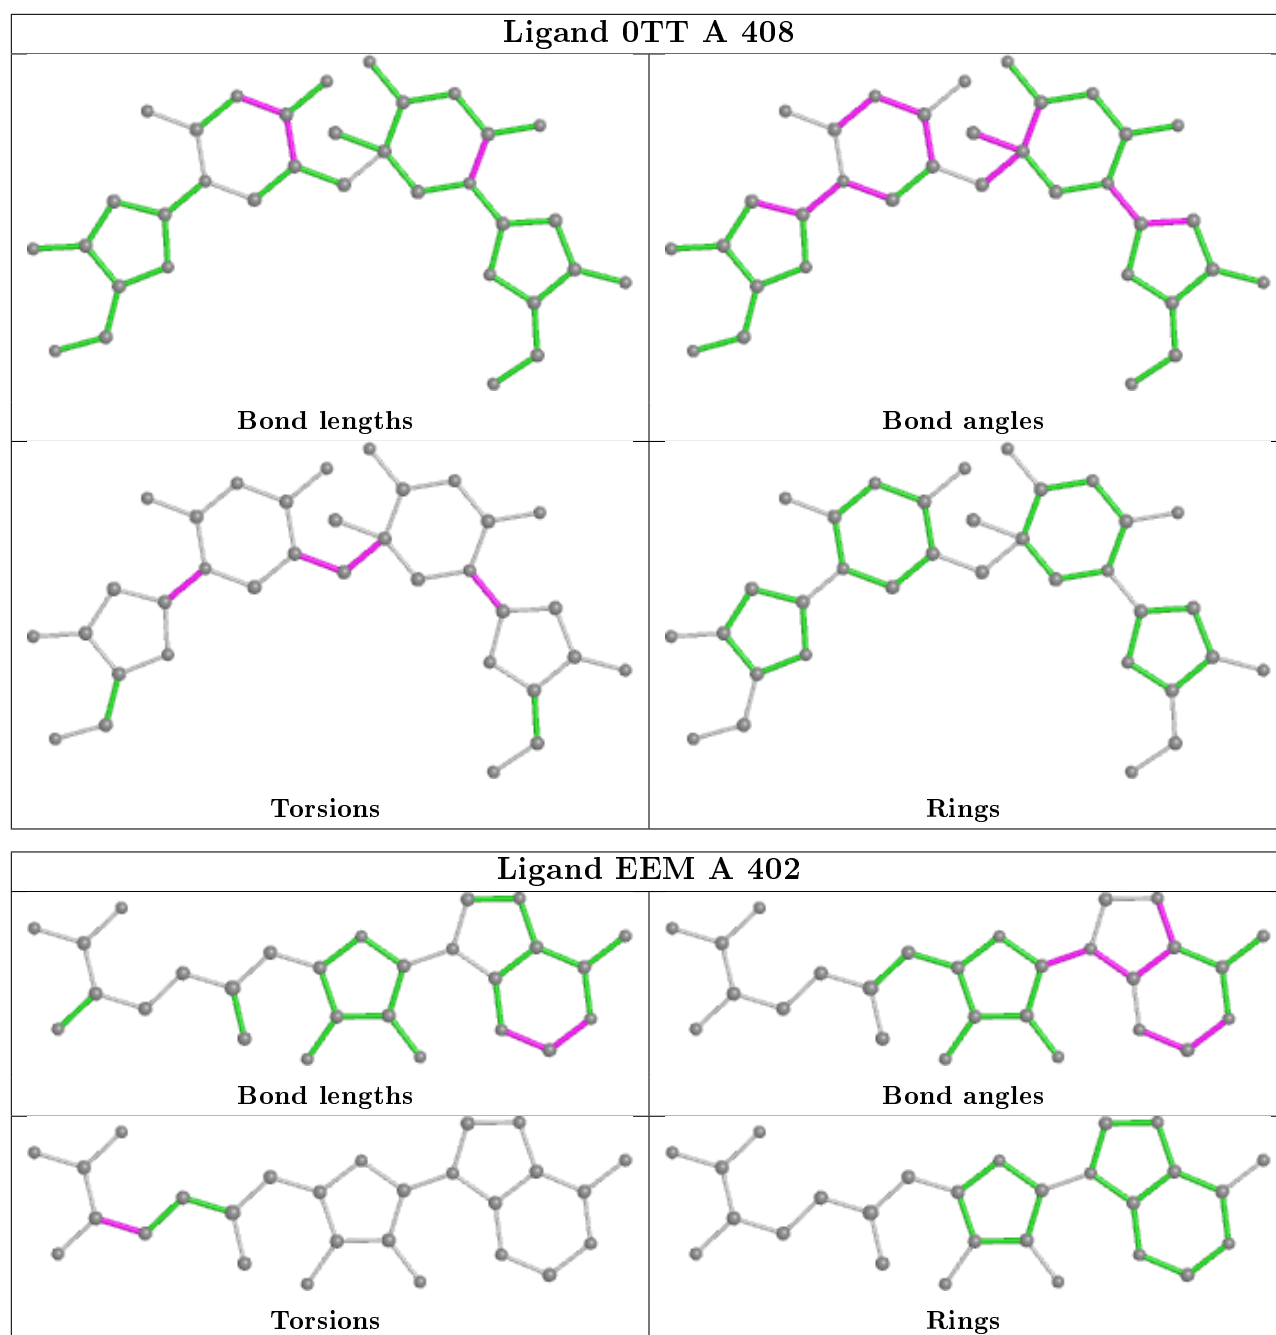 Ligand 0TT A 408
Bond lengths
Bond angles
Torsions
Rings
Ligand EEM A 402
Bond lengths
Bond angles
Torsions
Rings